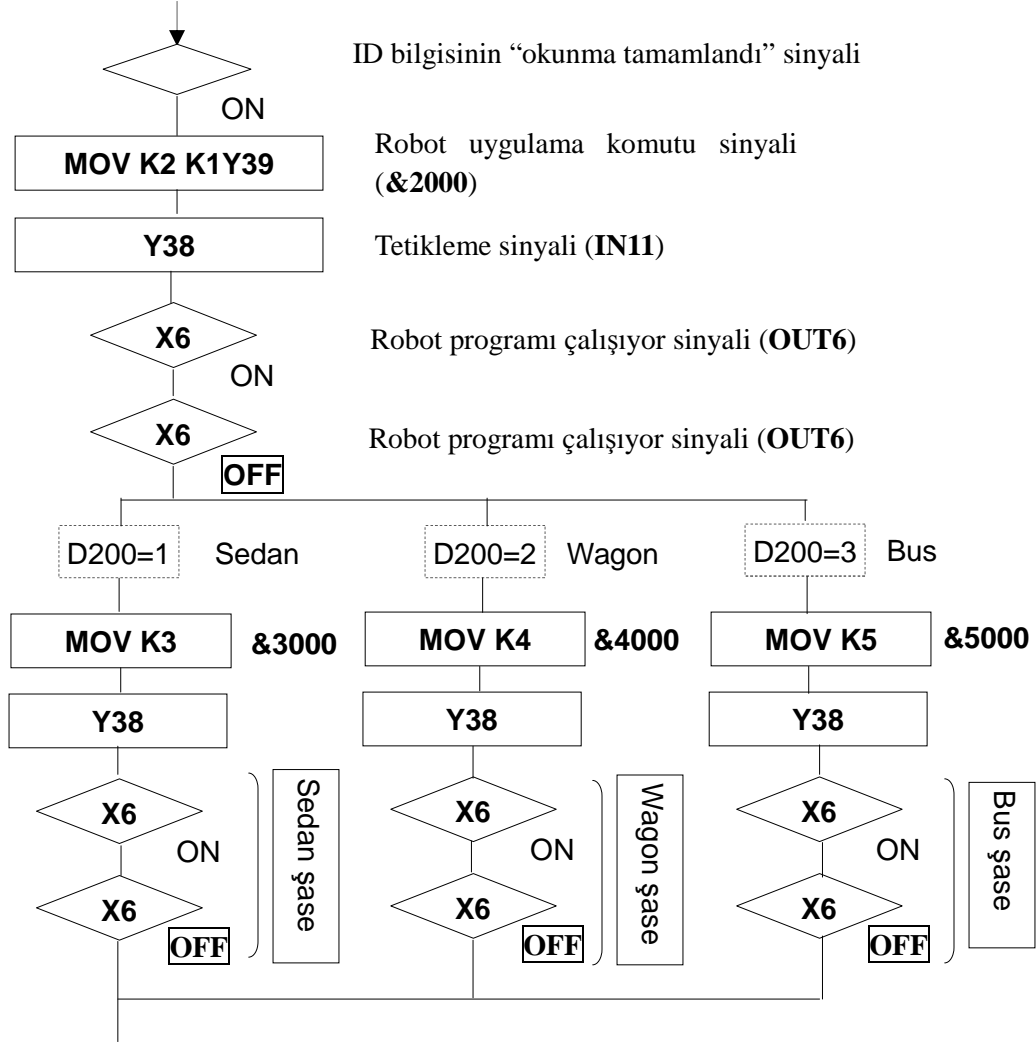 ID bilgisinin “okunma tamamlandı” sinyali
ON
MOV K2 K1Y39
Robot uygulama komutu sinyali
(&2000)
Y38
Tetikleme sinyali (IN11)
X6
Robot programı çalışıyor sinyali (OUT6)
ON
X6
Robot programı çalışıyor sinyali (OUT6)
OFF
D200=1 Sedan
D200=2 Wagon
D200=3 Bus
MOV K3 &3000
MOV K4 &4000
MOV K5 &5000
Y38
Y38
Y38
X6
ON
X6
OFF
Sedan şase
X6
ON
X6
OFF
Wagon şase
X6
ON
X6
OFF
Bus şase